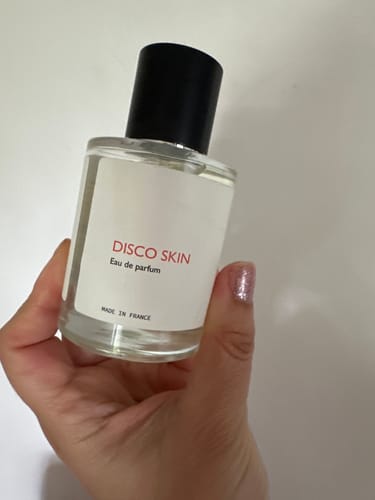 DISCO SKIN
Eau de parfum
MADE IN FRANCE